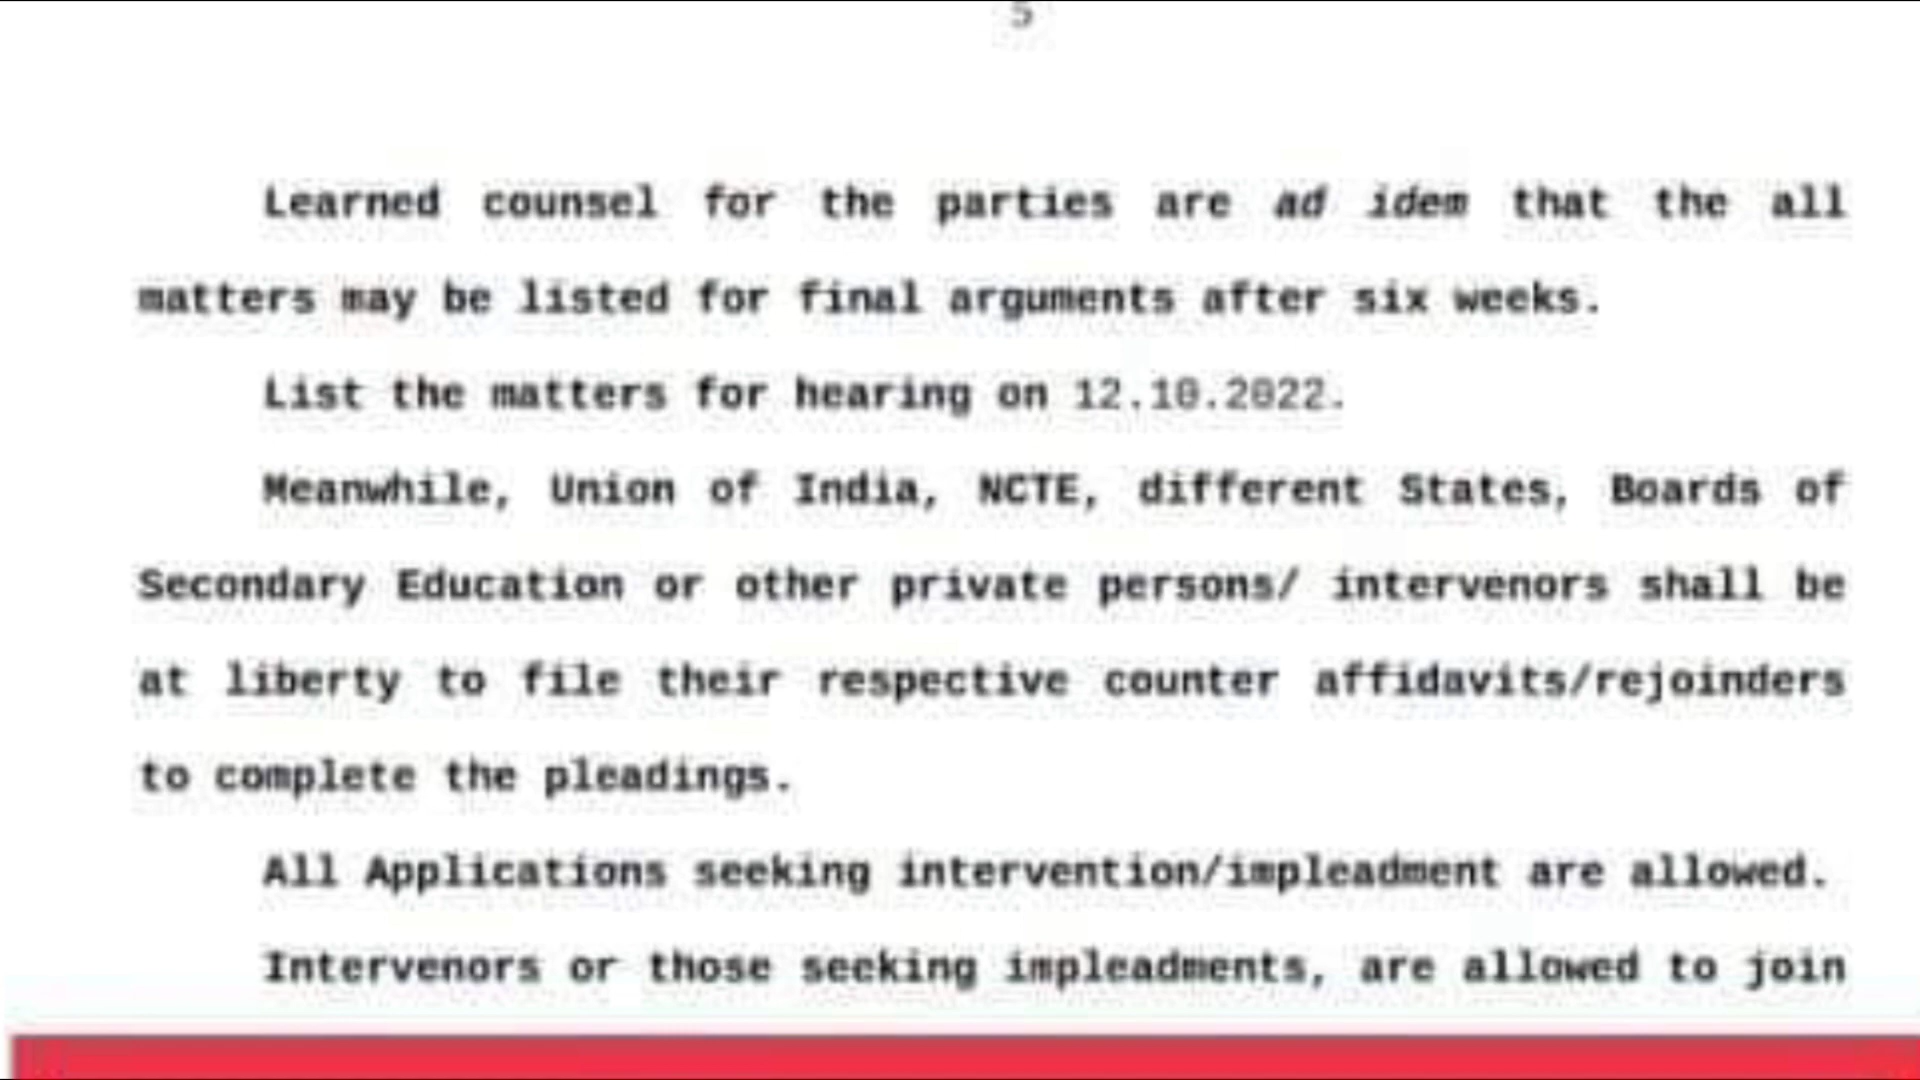 5
Learned counsel for the parties are ad idem that the all
matters may be listed for final arguments after six weeks.
List the matters for hearing on 12.10.2022.
Meanwhile, Union of India, NCTE, different States, Boards of
Secondary Education or other private persons/ intervenors shall be
at liberty to file their respective counter affidavits/rejoinders
to complete the pleadings.
All Applications seeking intervention/impleadment are allowed.
Intervenors or those seeking impleadments, are allowed to join